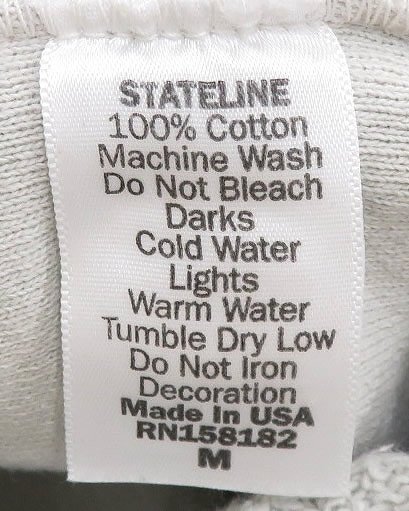 STATELINE
100% Cotton
Machine Wash
Do Not Bleach
Darks
Cold Water
Lights
Warm Water
Tumble Dry Low
Do Not Iron
Decoration
Made In USA
RN158182
M